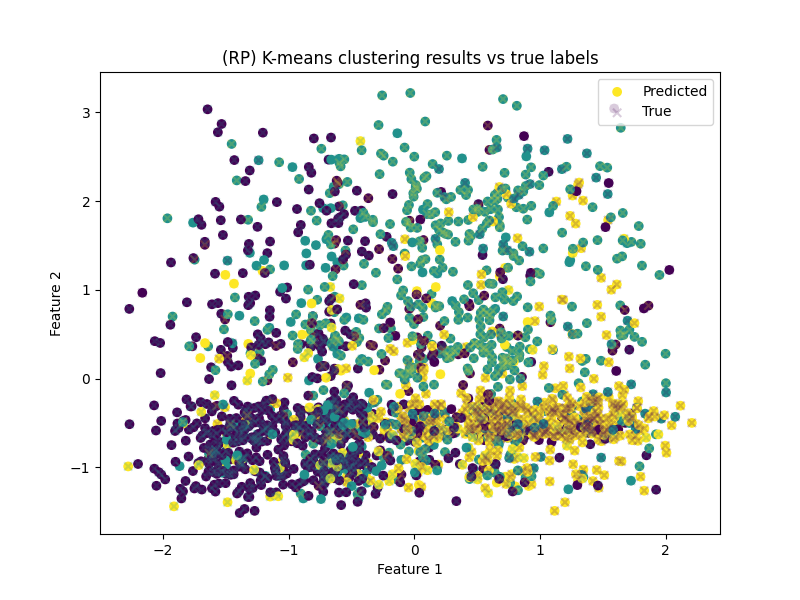 (RP) K-means clustering results vs true labels
Predicted
True
3
2
1
0
−1
Feature 2
−2
−1
0
1
2
Feature 1